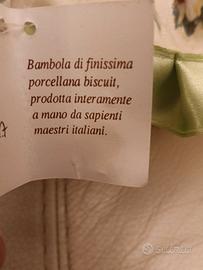 Bambola di finissima
porcellana biscuit,
prodotta interamente
a mano da sapienti
maestri italiani.